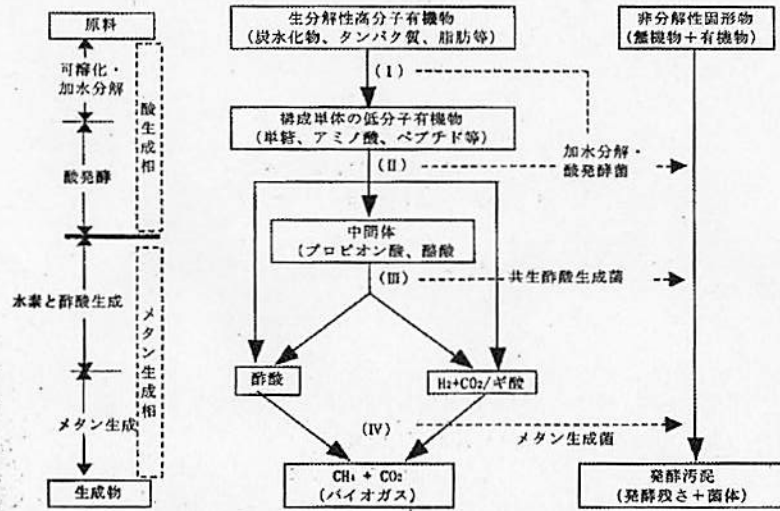 原料
可溶化・
加水分解
酸発酵
水素と酢酸生成
メタン生成
生成物
酸生成相
メタン生成相
生分解性高分子有機物
(炭水化物、タンパク質、脂肪等)
(I)
構成単体の低分子有機物
(単糖、アミノ酸、ペプチド等)
(II)
中間体
(プロピオン酸、酪酸
(III)
酢酸
H₂+CO₂/ギ酸
(IV)
CH₄ + CO₂
(バイオガス)
非分解性固形物
(無機物+有機物)
加水分解・
酸発酵菌
共生酢酸生成菌
メタン生成菌
発酵汚泥
(発酵残さ+菌体)